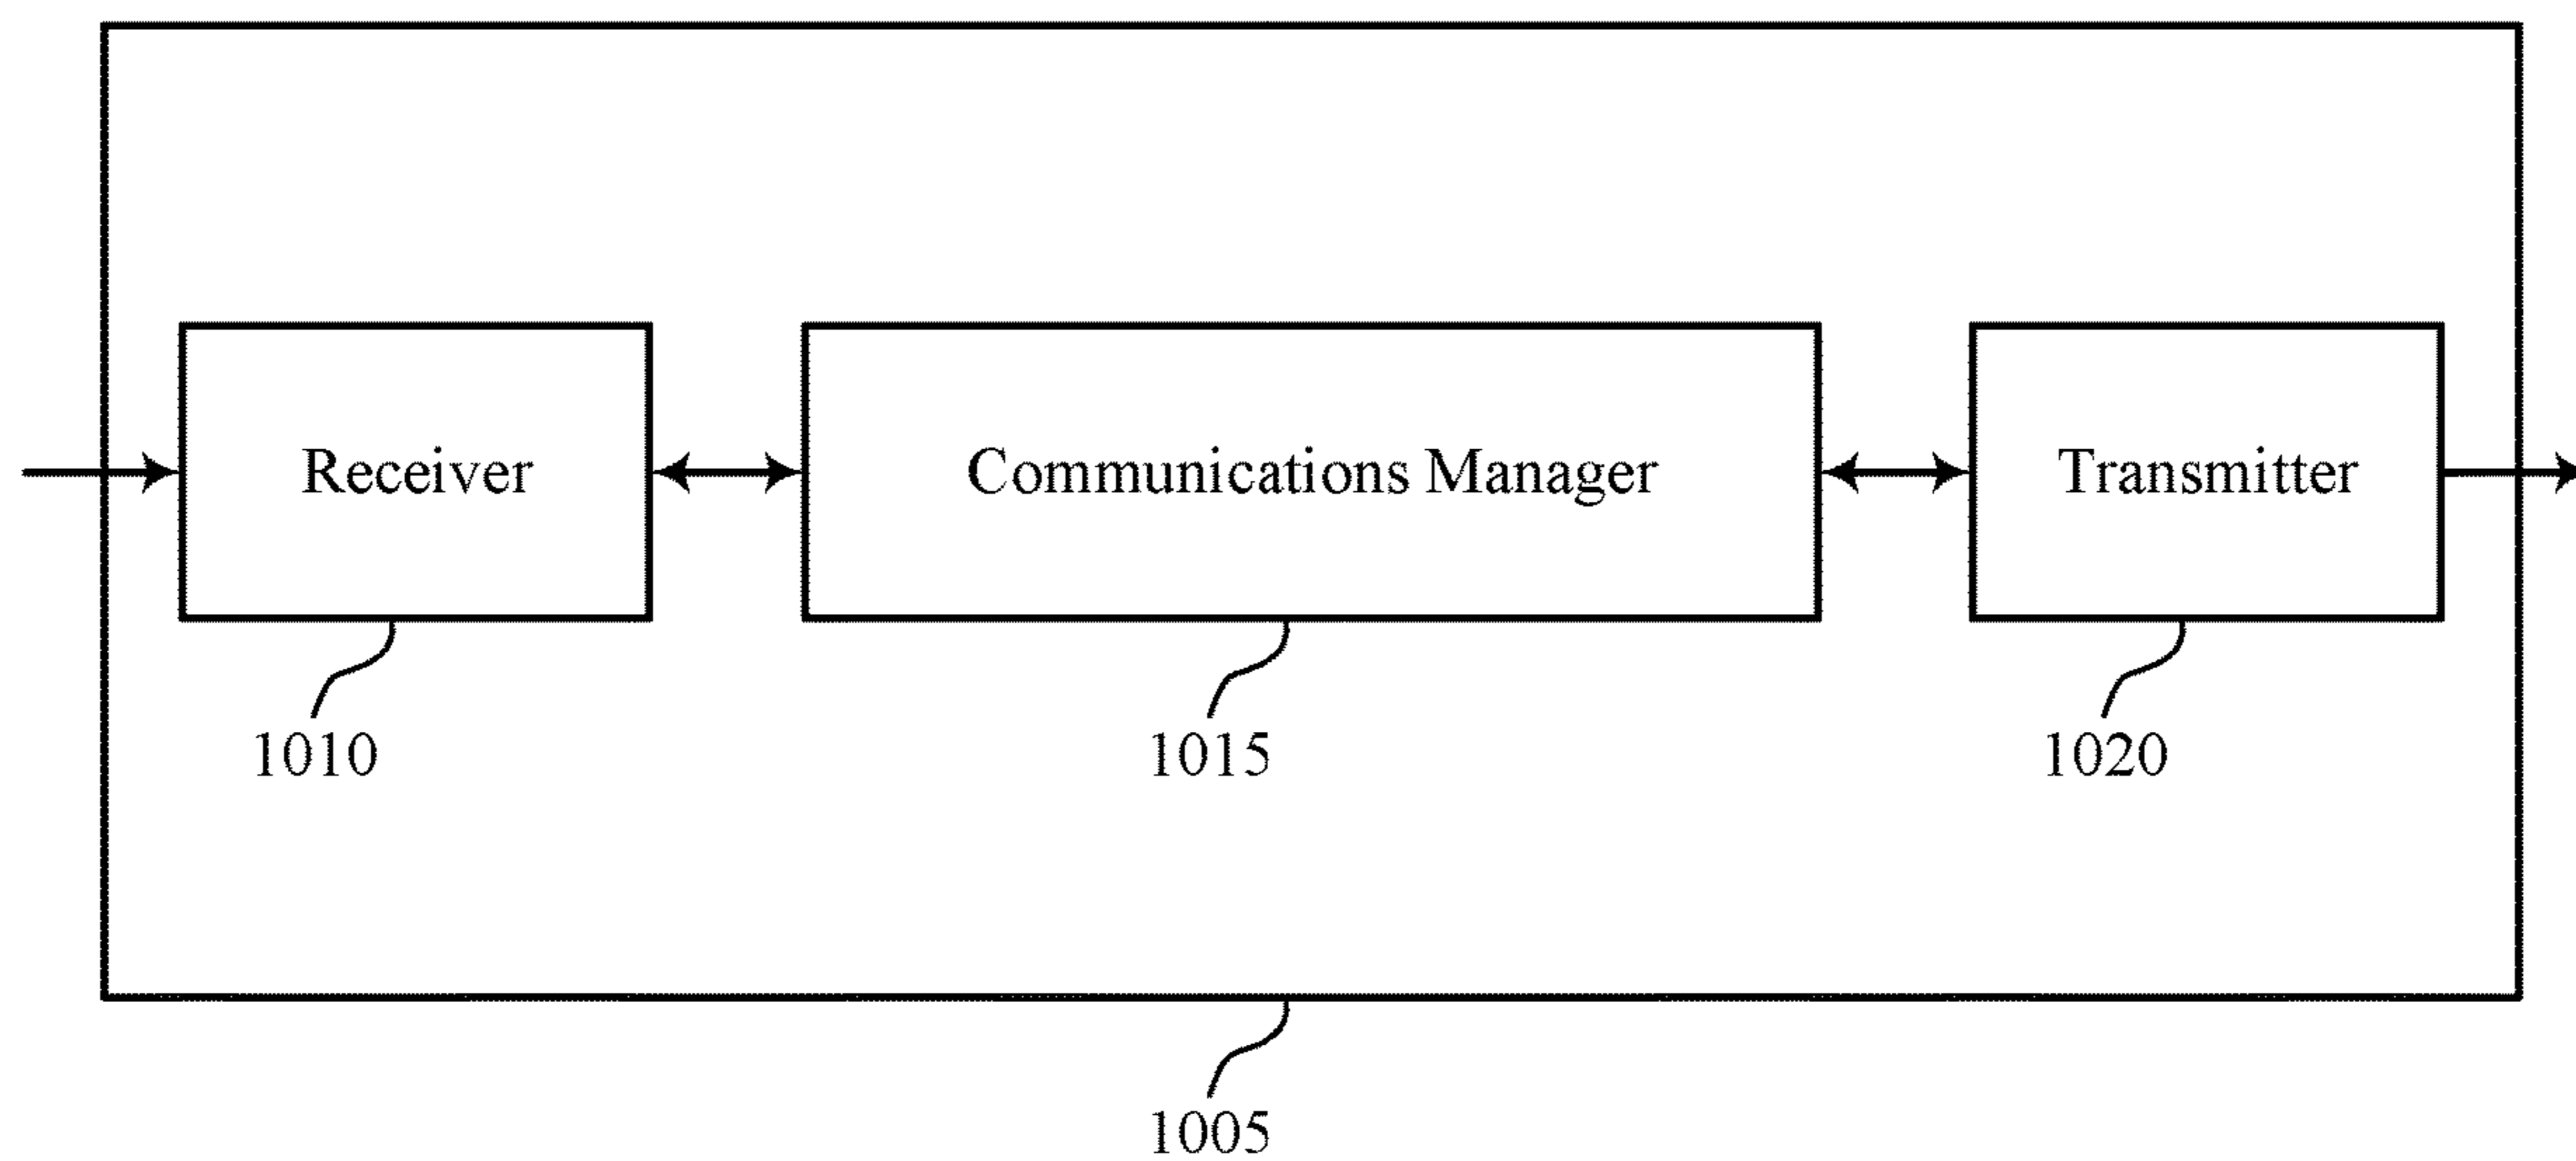 Receiver
Communications Manager
Transmitter
1010
1015
1020
1005